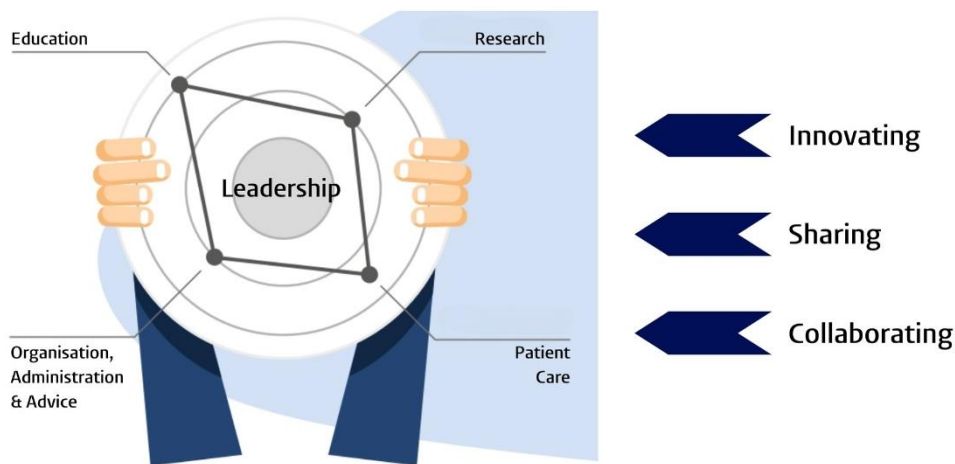 Education
Research
Leadership
Organisation,
Administration
& Advice
Patient
Care
Innovating
Sharing
Collaborating